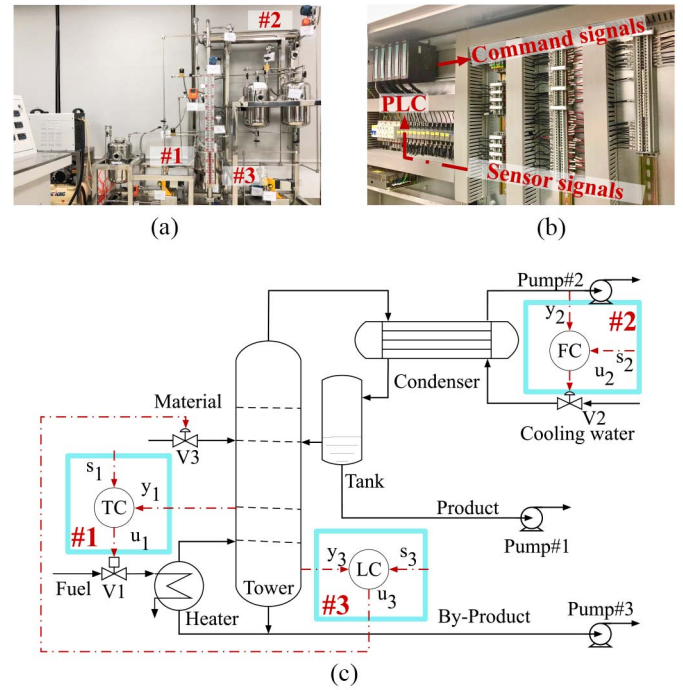 #2
#1
#3
(a)
Command signals
PLC
Sensor signals
(b)
Pump#2
y2
#2
FC
s2
u2
Condenser
V2
Cooling water
Material
V3
Tank
s1
y1
TC
#1
u1
Product
Pump#1
Fuel
V1
Heater
Tower
y3
LC
s3
#3
u3
By-Product
Pump#3
(c)